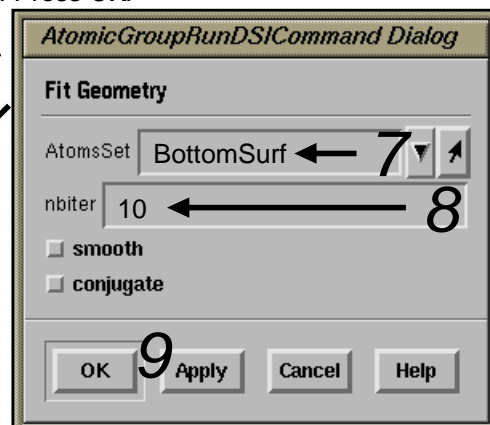 AtomicGroupRunDSICommand Dialog
Fit Geometry
AtomsSet BottomSurf 7
nbiter 10 8
smooth
conjugate
OK 9 Apply Cancel Help